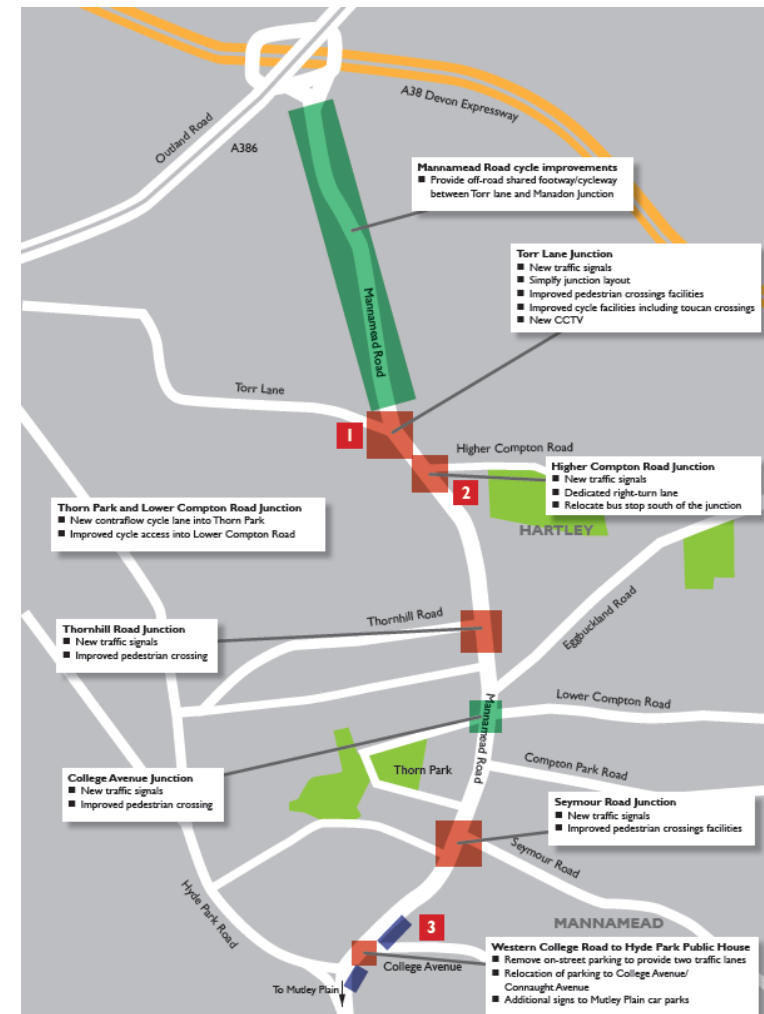 A38 Devon Expressway
Outland Road
A386
Mannamead Road cycle improvements
■ Provide off-road shared footway/cycleway
between Torr lane and Manadon Junction
Torr Lane Junction
■ New traffic signals
■ Simplfy junction layout
■ Improved pedestrian crossings facilities
■ Improved cycle facilities including toucan crossings
■ New CCTV
Mannamead Road
Torr Lane
1
Higher Compton Road
2
Higher Compton Road Junction
■ New traffic signals
■ Dedicated right-turn lane
■ Relocate bus stop south of the junction
HARTLEY
Thorn Park and Lower Compton Road Junction
■ New contraflow cycle lane into Thorn Park
■ Improved cycle access into Lower Compton Road
Thornhill Road
Eggbuckland Road
Thornhill Road Junction
■ New traffic signals
■ Improved pedestrian crossing
Mannamead Road
Lower Compton Road
Thorn Park
Compton Park Road
College Avenue Junction
■ New traffic signals
■ Improved pedestrian crossing
Seymour Road Junction
■ New traffic signals
■ Improved pedestrian crossings facilities
Seymour Road
Hyde Park Road
3
MANNAMEAD
College Avenue
To Mutley Plain
Western College Road to Hyde Park Public House
■ Remove on-street parking to provide two traffic lanes
■ Relocation of parking to College Avenue/
Connaught Avenue
■ Additional signs to Mutley Plain car parks